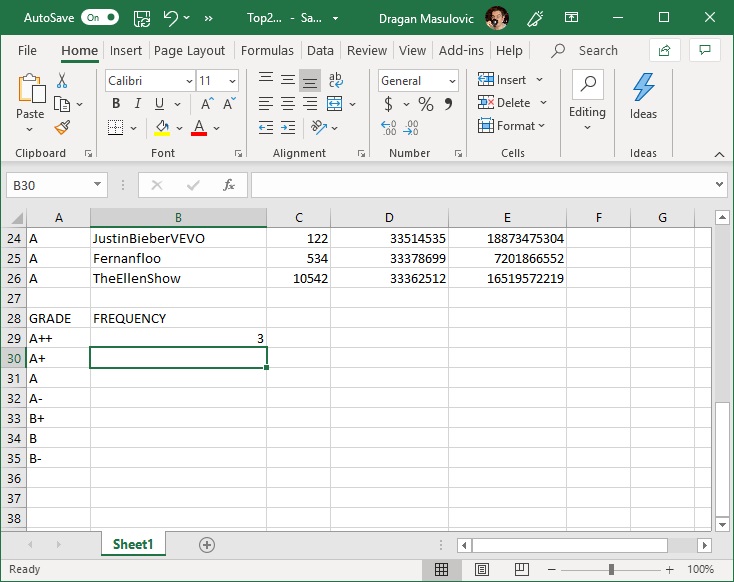 AutoSave On » Top2... - Sa... Dragan Masulovic
File Home Insert Page Layout Formulas Data Review View Add-ins Help Search
Calibri 11 ab c General Insert
Paste B I U A A $ % 9 Delete Editing Ideas
A .00 .00 Format
Clipboard Font Alignment Number Cells Ideas
B30 fx
A B C D E F G
24 A JustinBieberVEVO 122 33514535 18873475304
25 A Fernanfloo 534 33378699 7201866552
26 A TheEllenShow 10542 33362512 16519572219
27
28 GRADE FREQUENCY
29 A++ 3
30 A+
31 A
32 A-
33 B+
34 B
35 B-
36
37
38
Sheet1
Ready 100%